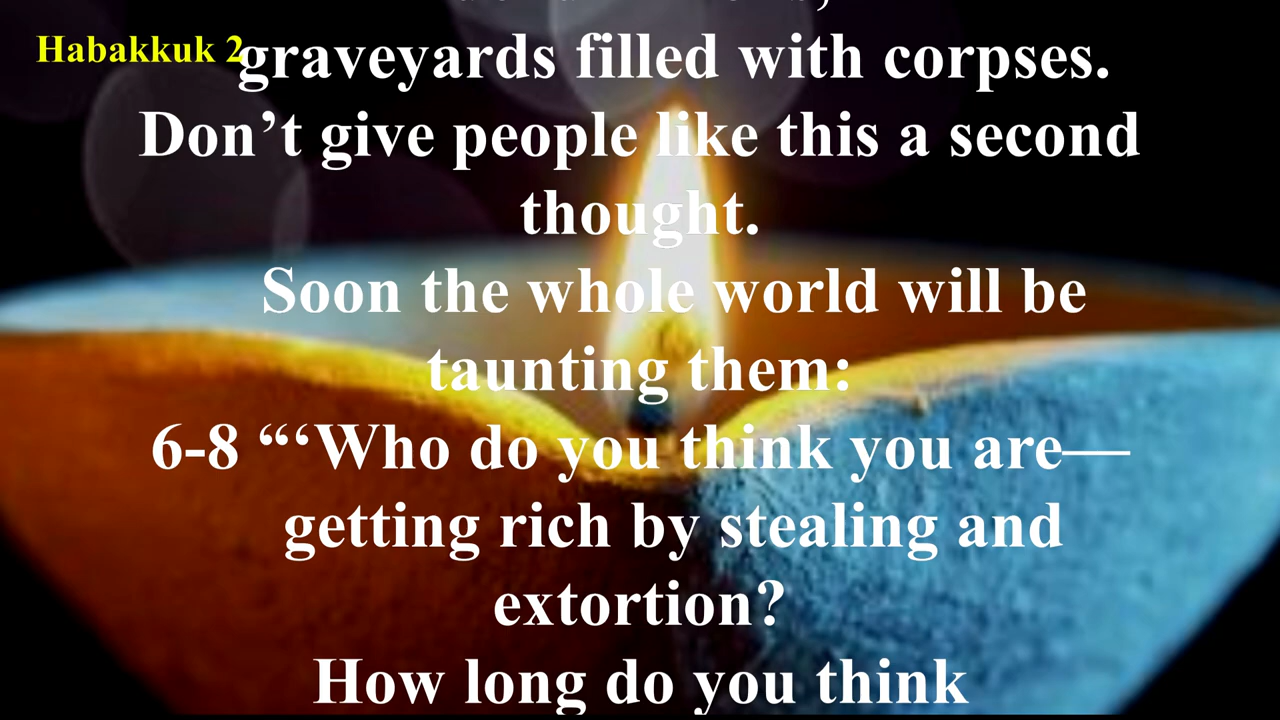 Habakkuk 2
graveyards filled with corpses.
Don’t give people like this a second
thought.
Soon the whole world will be
taunting them:
6-8 “‘Who do you think you are—
getting rich by stealing and
extortion?
How long do you think